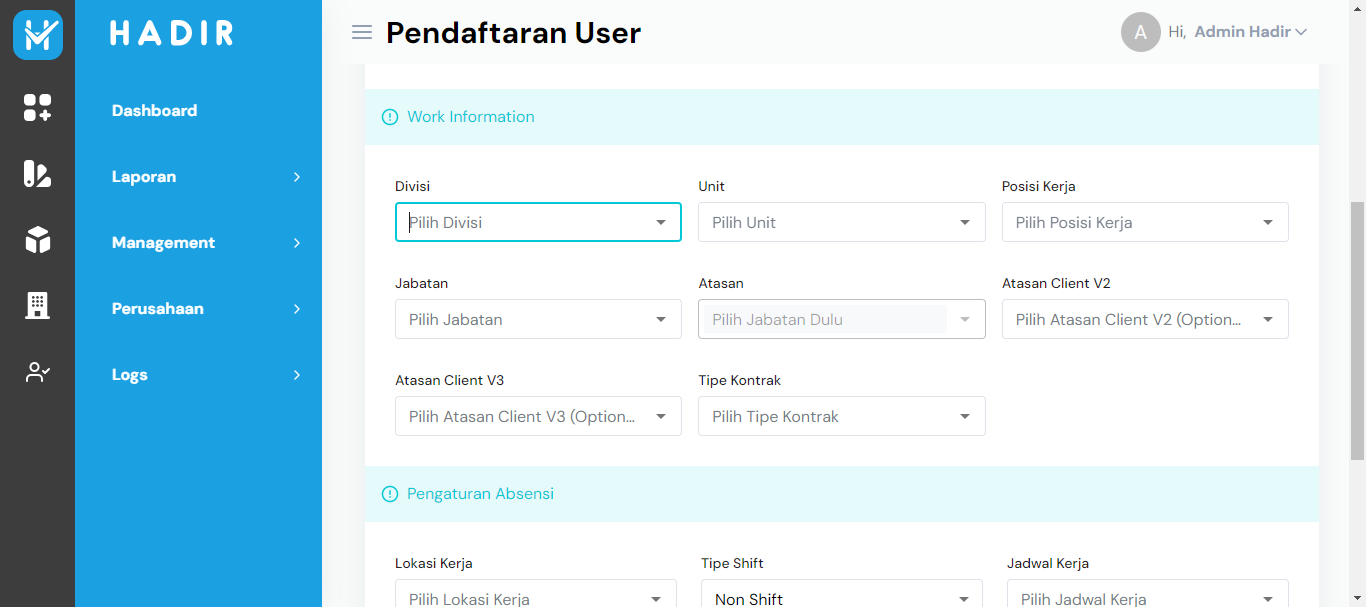 HADIR
Dashboard
Laporan
Management
Perusahaan
Logs
Pendaftaran User
A
Hi, Admin Hadir
Work Information
Divisi
Unit
Posisi Kerja
Pilih Divisi
Pilih Unit
Pilih Posisi Kerja
Jabatan
Atasan
Atasan Client V2
Pilih Jabatan
Pilih Jabatan Dulu
Pilih Atasan Client V2 (Option...
Atasan Client V3
Tipe Kontrak
Pilih Atasan Client V3 (Option...
Pilih Tipe Kontrak
Pengaturan Absensi
Lokasi Kerja
Tipe Shift
Jadwal Kerja
Pilih Lokasi Kerja
Non Shift
Pilih Jadwal Kerja